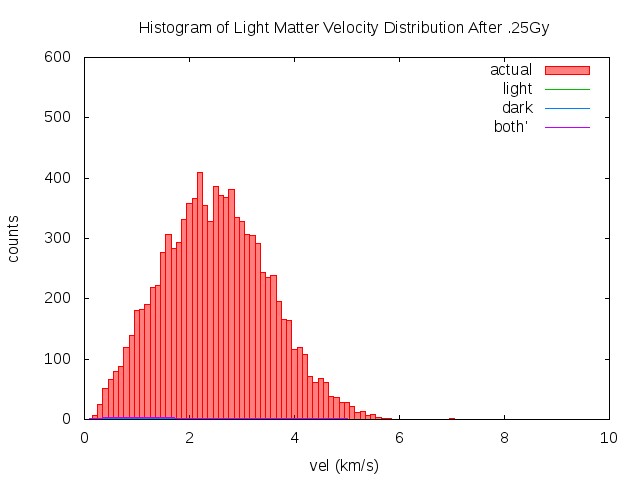 Histogram of Light Matter Velocity Distribution After .25Gy
600
500
400
300
200
100
0
counts
actual
light
dark
both'
0 2 4 6 8 10
vel (km/s)